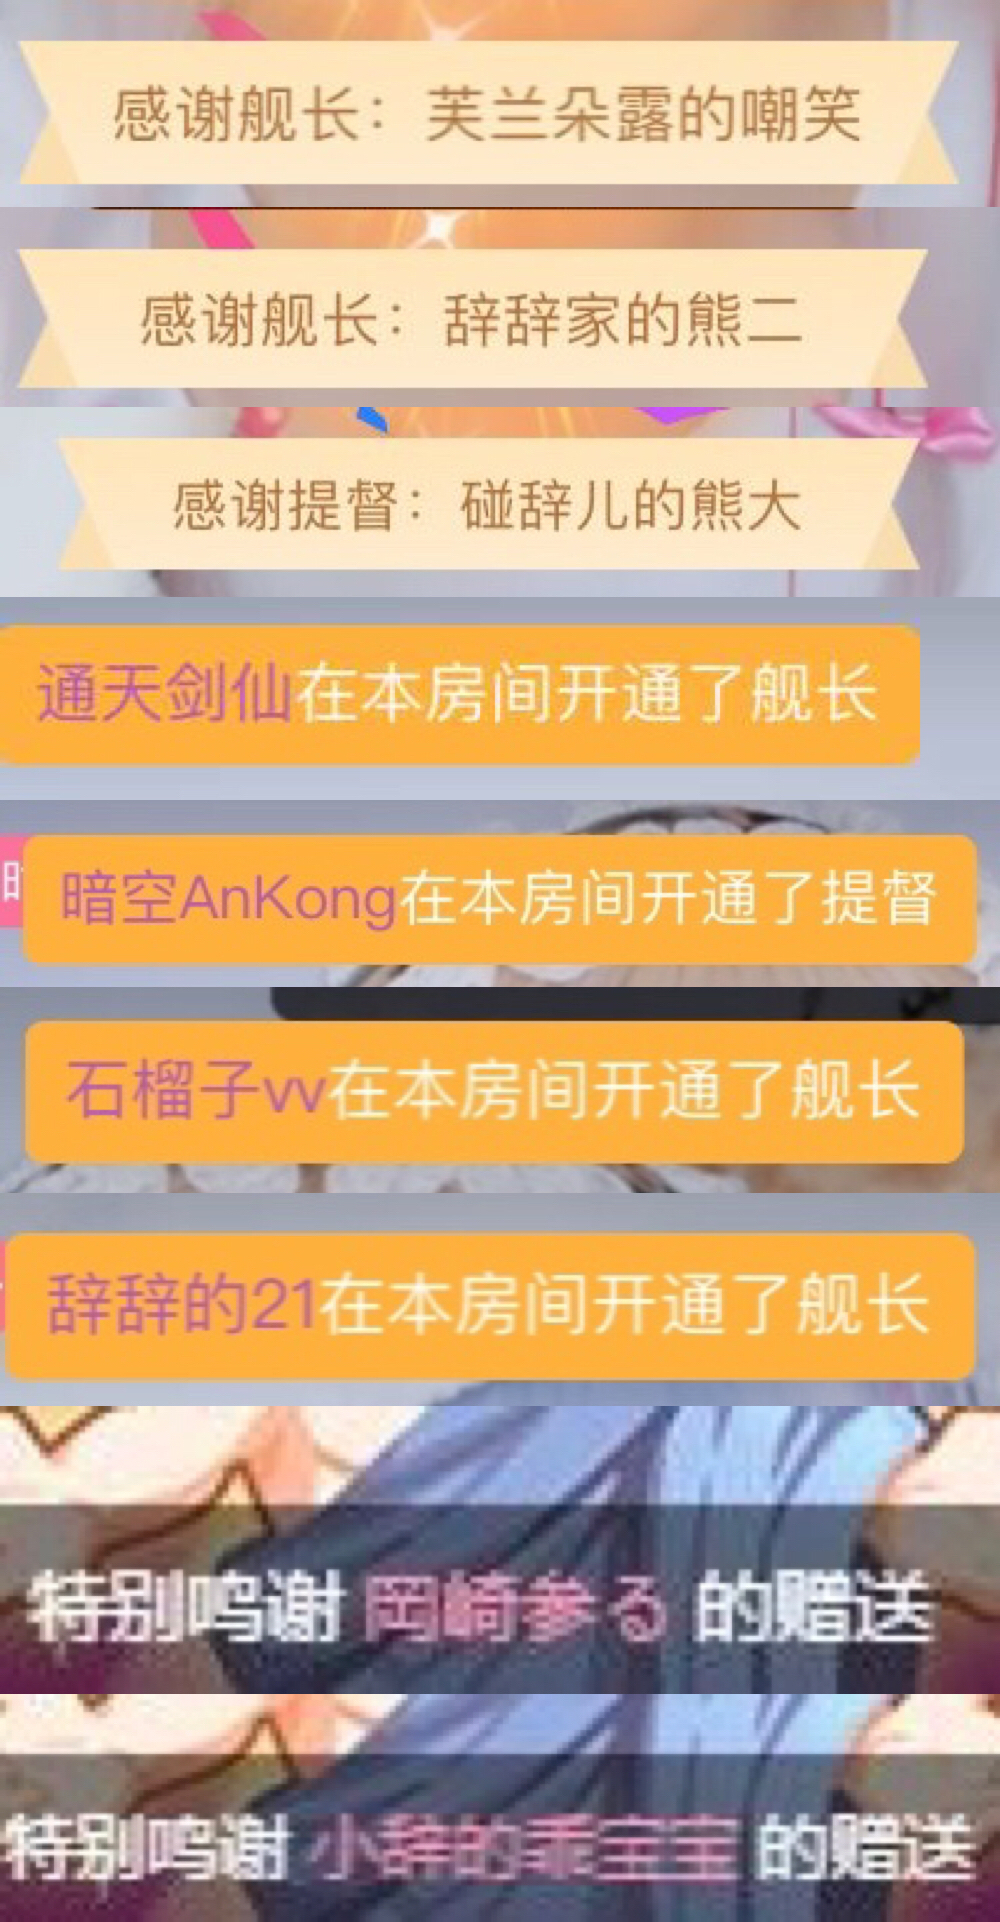 感谢舰长：芙兰朵露的嘲笑
感谢舰长：辞辞家的熊二
感谢提督：碰辞儿的熊大
通天剑仙在本房间开通了舰长
暗空AnKong在本房间开通了提督
石榴子vv在本房间开通了舰长
辞辞的21在本房间开通了舰长
特别鸣谢 岡崎参る 的赠送
特别鸣谢 小辞的乖宝宝 的赠送